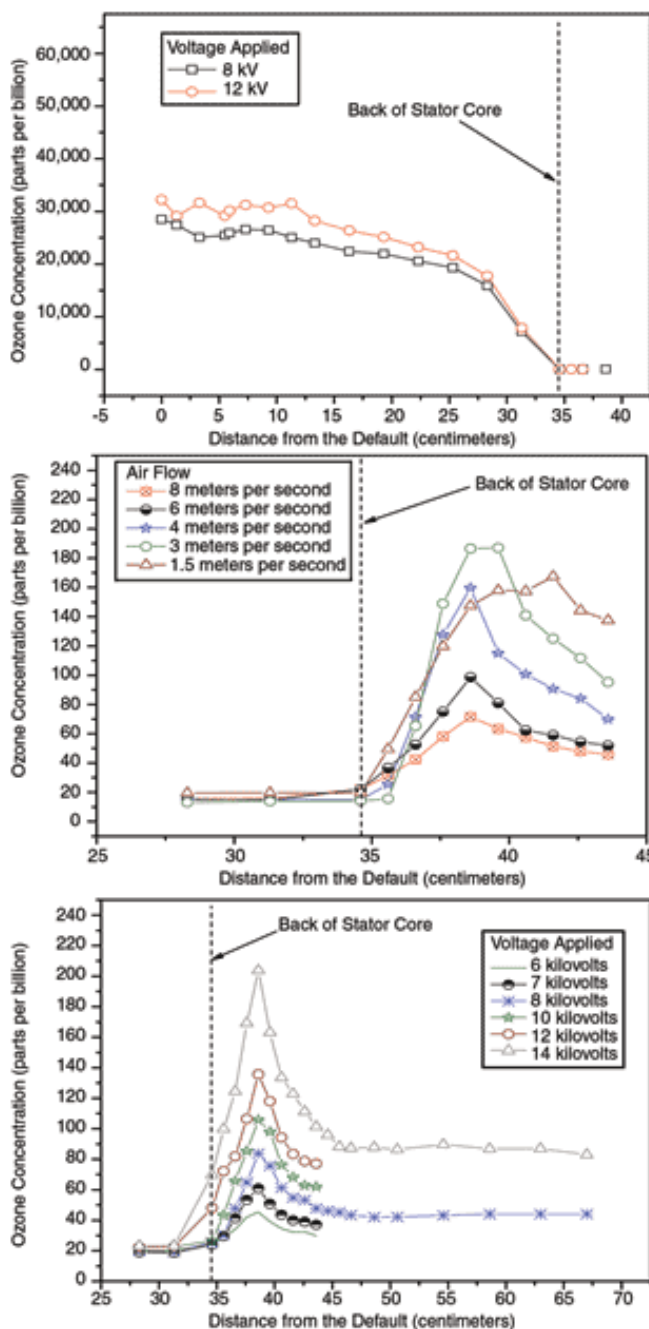 Ozone Concentration (parts per billion)
60,000
50,000
40,000
30,000
20,000
10,000
0
Voltage Applied
8 kV
12 kV
Back of Stator Core
-5 0 5 10 15 20 25 30 35 40
Distance from the Default (centimeters)
Ozone Concentration (parts per billion)
240
220
200
180
160
140
120
100
80
60
40
20
0
Air Flow
8 meters per second
6 meters per second
4 meters per second
3 meters per second
1.5 meters per second
Back of Stator Core
25 30 35 40 45
Distance from the Default (centimeters)
Ozone Concentration (parts per billion)
240
220
200
180
160
140
120
100
80
60
40
20
0
Back of Stator Core
Voltage Applied
6 kilovolts
7 kilovolts
8 kilovolts
10 kilovolts
12 kilovolts
14 kilovolts
25 30 35 40 45 50 55 60 65 70
Distance from the Default (centimeters)